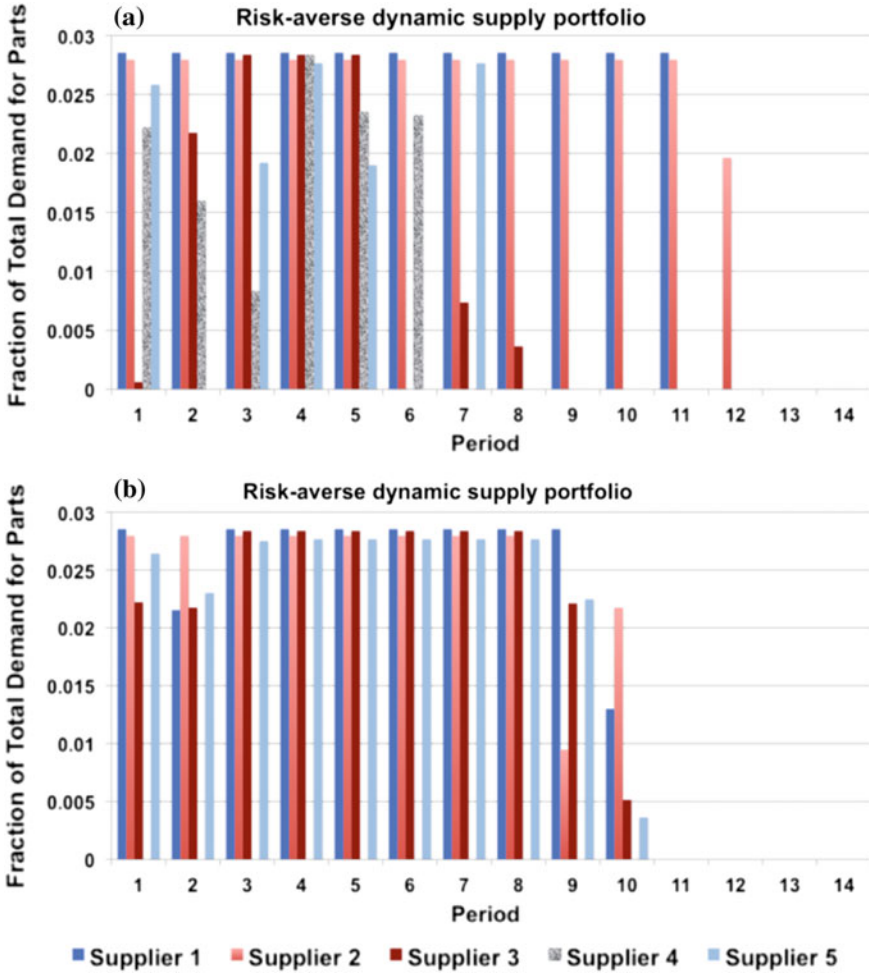 (a) Risk-averse dynamic supply portfolio
Fraction of Total Demand for Parts
0.03
0.025
0.02
0.015
0.01
0.005
0
1 2 3 4 5 6 7 8 9 10 11 12 13 14
Period
(b) Risk-averse dynamic supply portfolio
Fraction of Total Demand for Parts
0.03
0.025
0.02
0.015
0.01
0.005
0
1 2 3 4 5 6 7 8 9 10 11 12 13 14
Period
Supplier 1 Supplier 2 Supplier 3 Supplier 4 Supplier 5